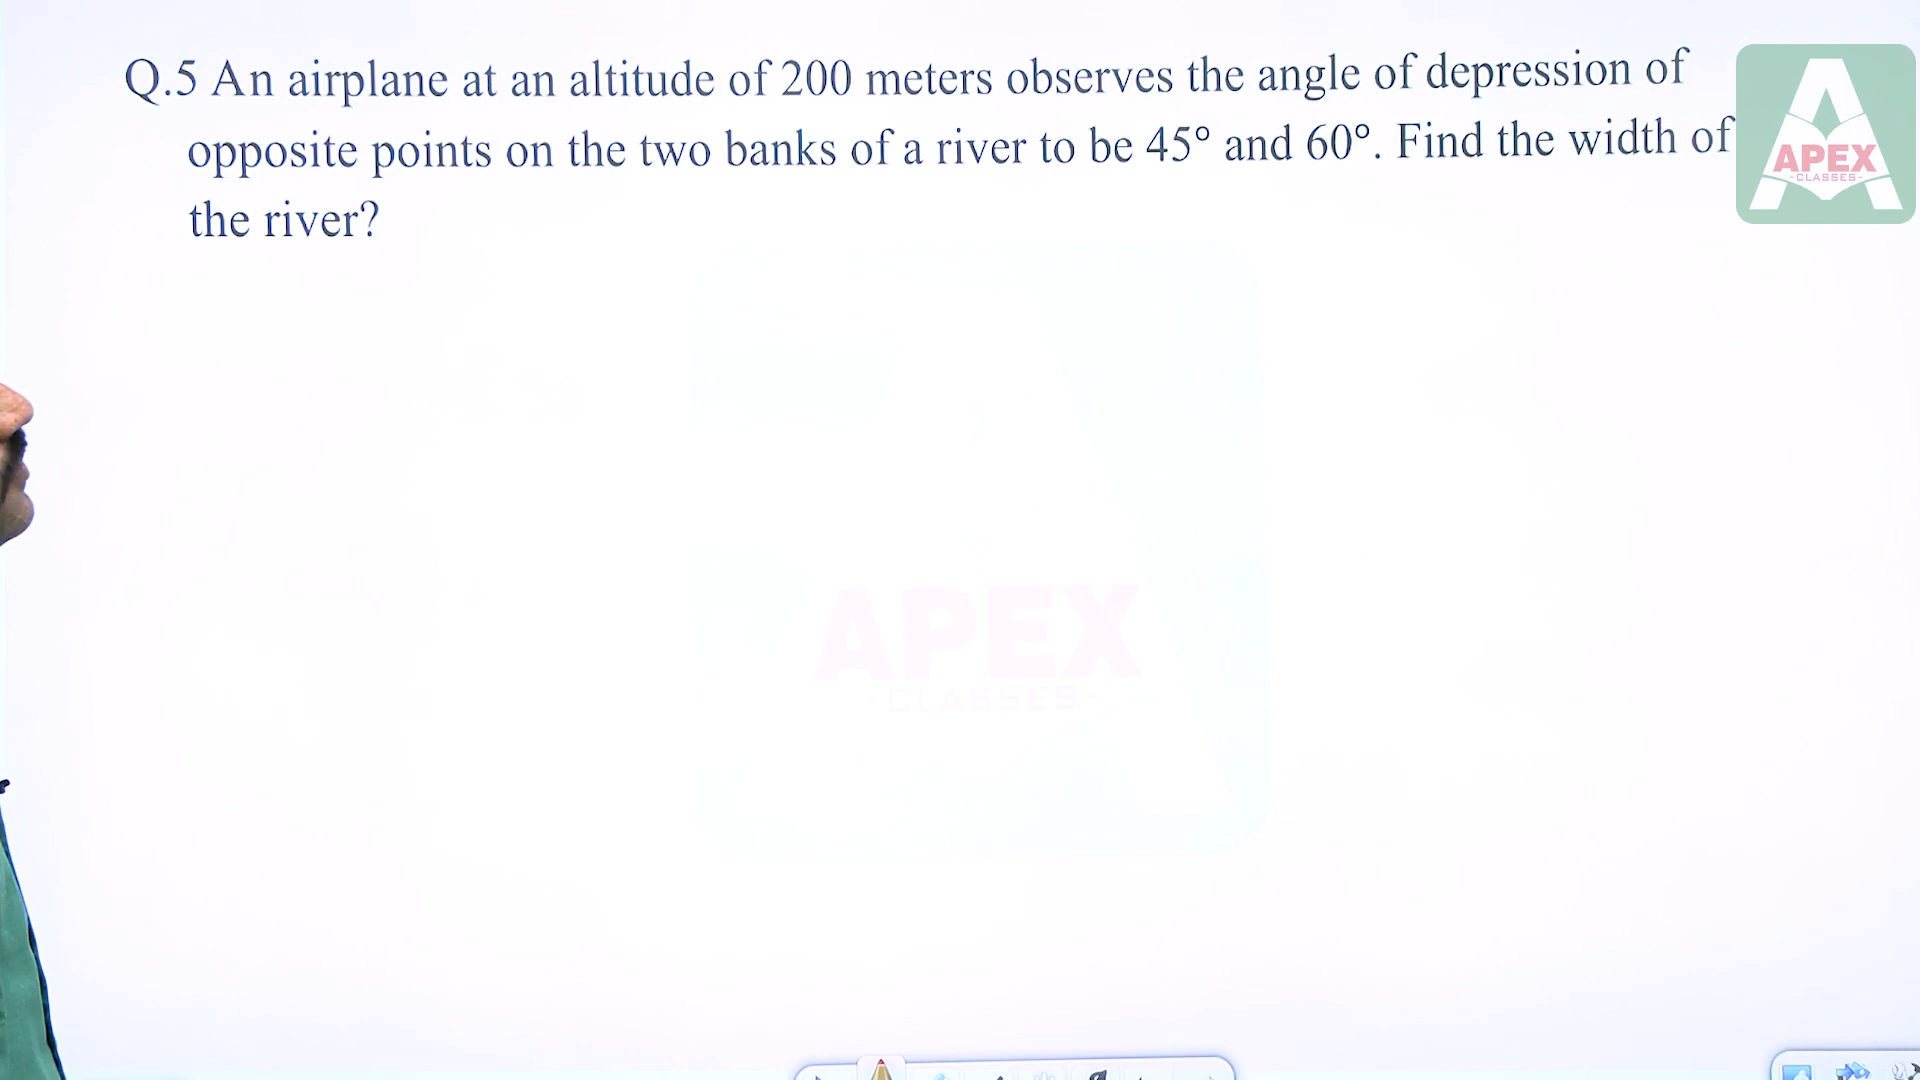 Q.5 An airplane at an altitude of 200 meters observes the angle of depression of
opposite points on the two banks of a river to be 45° and 60°. Find the width of
the river?
APEX
-CLASSES-
APEX
-CLASSES-